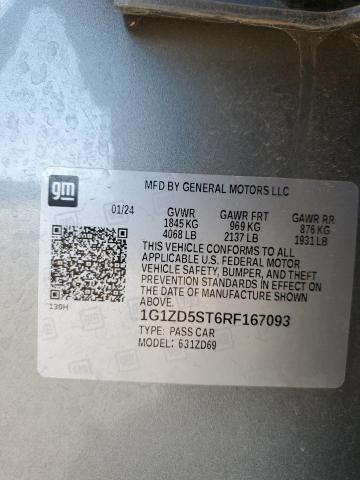 gm
MFD BY GENERAL MOTORS LLC
01/24 GVWR GAWR FRT GAWR RR
1845 KG 969 KG 876 KG
4068 LB 2137 LB 1931 LB
THIS VEHICLE CONFORMS TO ALL
APPLICABLE U.S. FEDERAL MOTOR
VEHICLE SAFETY, BUMPER, AND THEFT
PREVENTION STANDARDS IN EFFECT ON
THE DATE OF MANUFACTURE SHOWN
ABOVE.
139H
1G1ZD5ST6RF167093
TYPE: PASS CAR
MODEL: 631ZD69